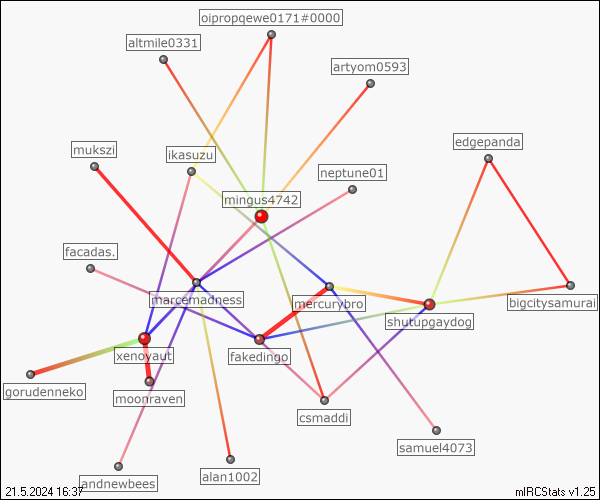 oipropqewe0171#0000
altmile0331
artyom0593
edgepanda
mukszi
ikasuzu
neptune01
mingus4742
facadas.
marcemadness
mercurybro
bigcitysamurai
shutupgaydog
xenovaut
fakedingo
gorudenneko
moonraven
csmaddi
samuel4073
andnewbees
alan1002
21.5.2024 16:37
mIRCStats v1.25